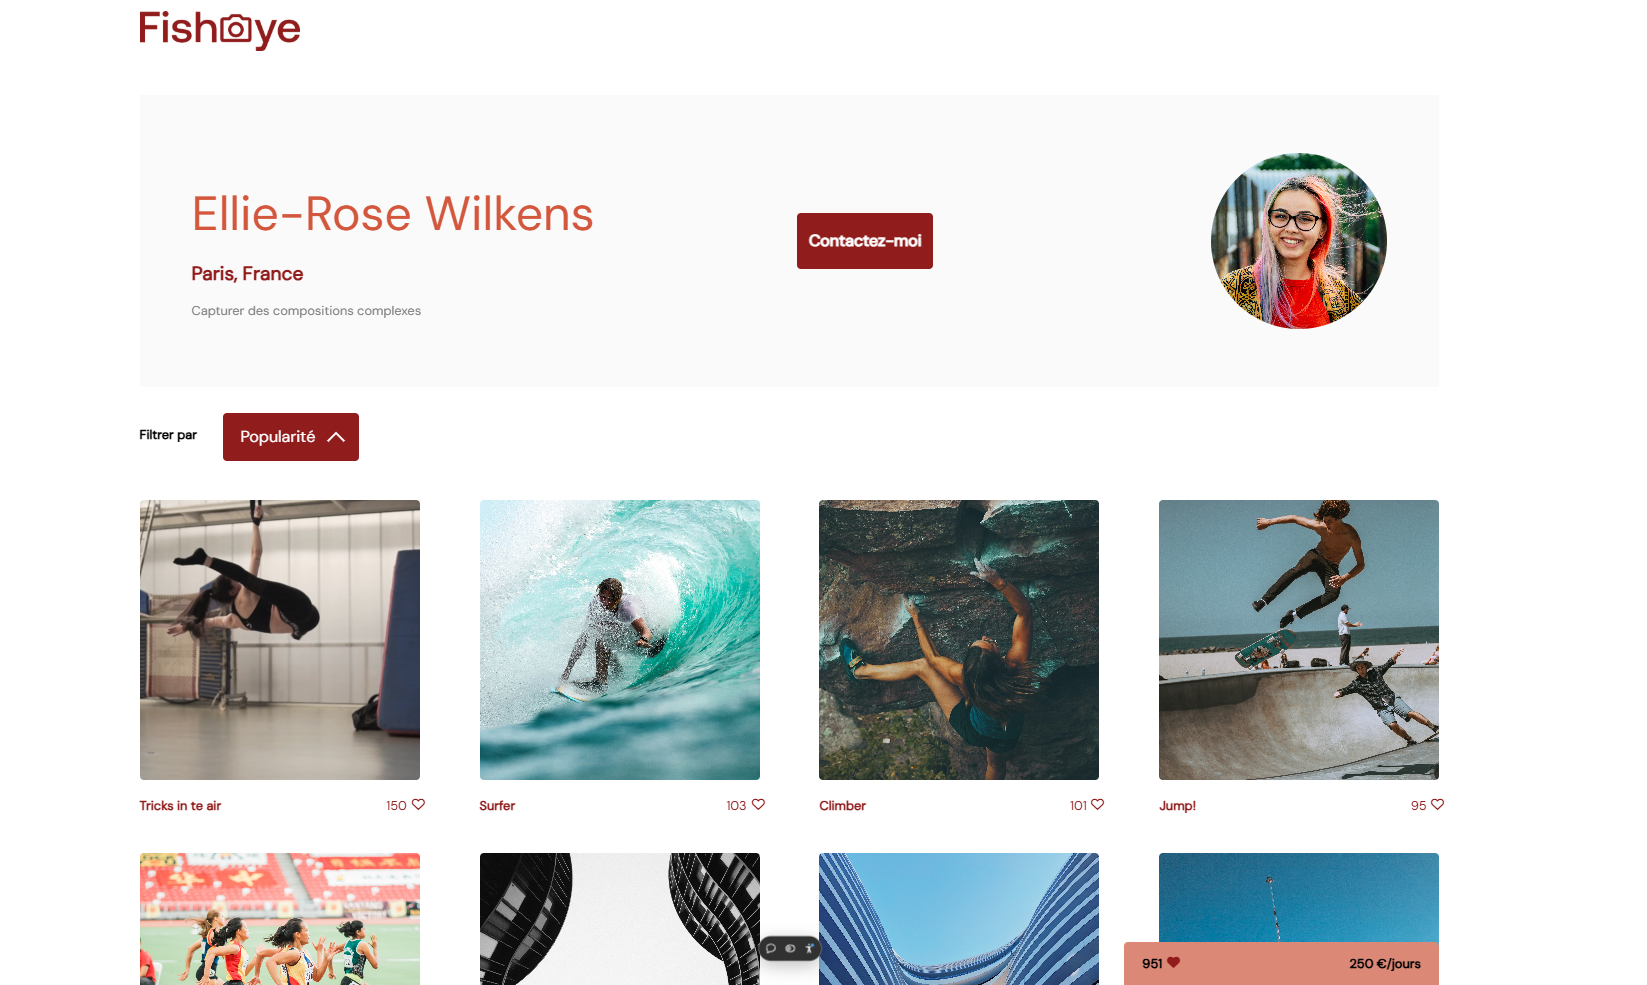 Fisheye
Ellie-Rose Wilkens
Paris, France
Capturer des compositions complexes
Contactez-moi
Filtrer par
Popularité
Tricks in te air
150
Surfer
103
Climber
101
Jump!
95
951
250 €/jours